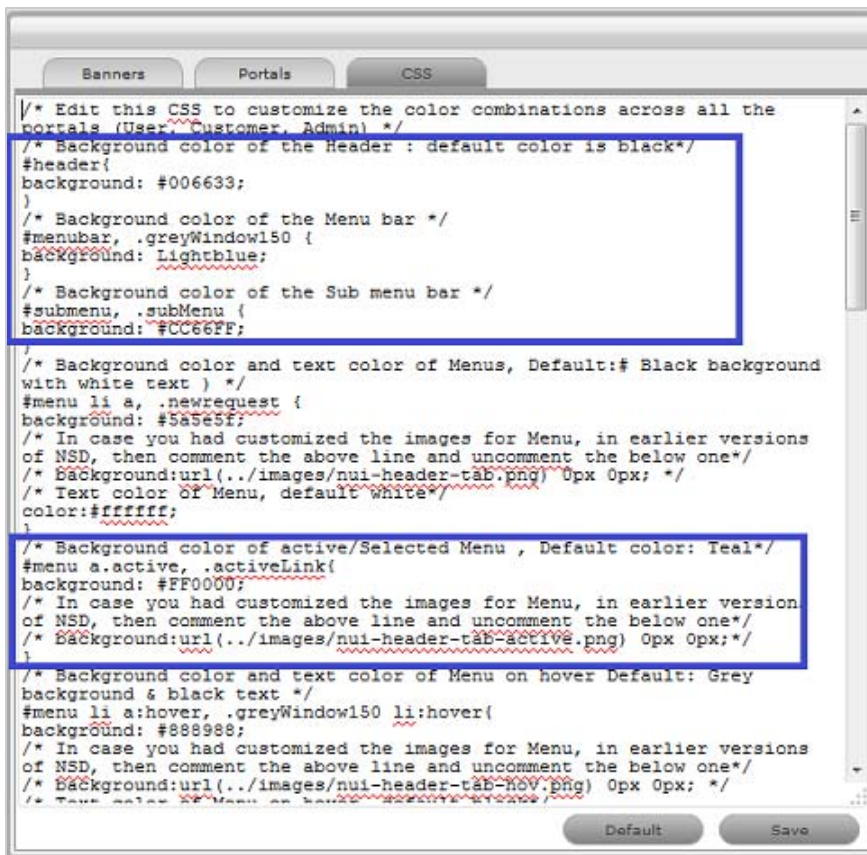 Banners
Portals
CSS
/* Edit this CSS to customize the color combinations across all the
portals (User, Customer, Admin) */
/* Background color of the Header : default color is black*/
#header{
background: #006633;
}
/* Background color of the Menu bar */
#menubar, .greyWindow150 {
background: Lightblue;
}
/* Background color of the Sub menu bar */
#submenu, .subMenu {
background: #CC66FF;
}
/* Background color and text color of Menus, Default:# Black background
with white text ) */
#menu li a, .newrequest {
background: #5a5e5f;
/* In case you had customized the images for Menu, in earlier versions
of NSD, then comment the above line and uncomment the below one*/
/* background:url(../images/nui-header-tab.png) 0px 0px; */
/* Text color of Menu, default white*/
color:#ffffff;
}
/* Background color of active/Selected Menu , Default color: Teal*/
#menu a.active, .activeLink{
background: #FF0000;
/* In case you had customized the images for Menu, in earlier version
of NSD, then comment the above line and uncomment the below one*/
/* background:url(../images/nui-header-tab-active.png) 0px 0px;*/
}
/* Background color and text color of Menu on hover Default: Grey
background & black text */
#menu li a:hover, .greyWindow150 li:hover{
background: #888988;
/* In case you had customized the images for Menu, in earlier versions
of NSD, then comment the above line and uncomment the below one*/
/* background:url(../images/nui-header-tab-hov.png) 0px 0px; */
/* Text color of Menu on hover, default black*/
Default
Save